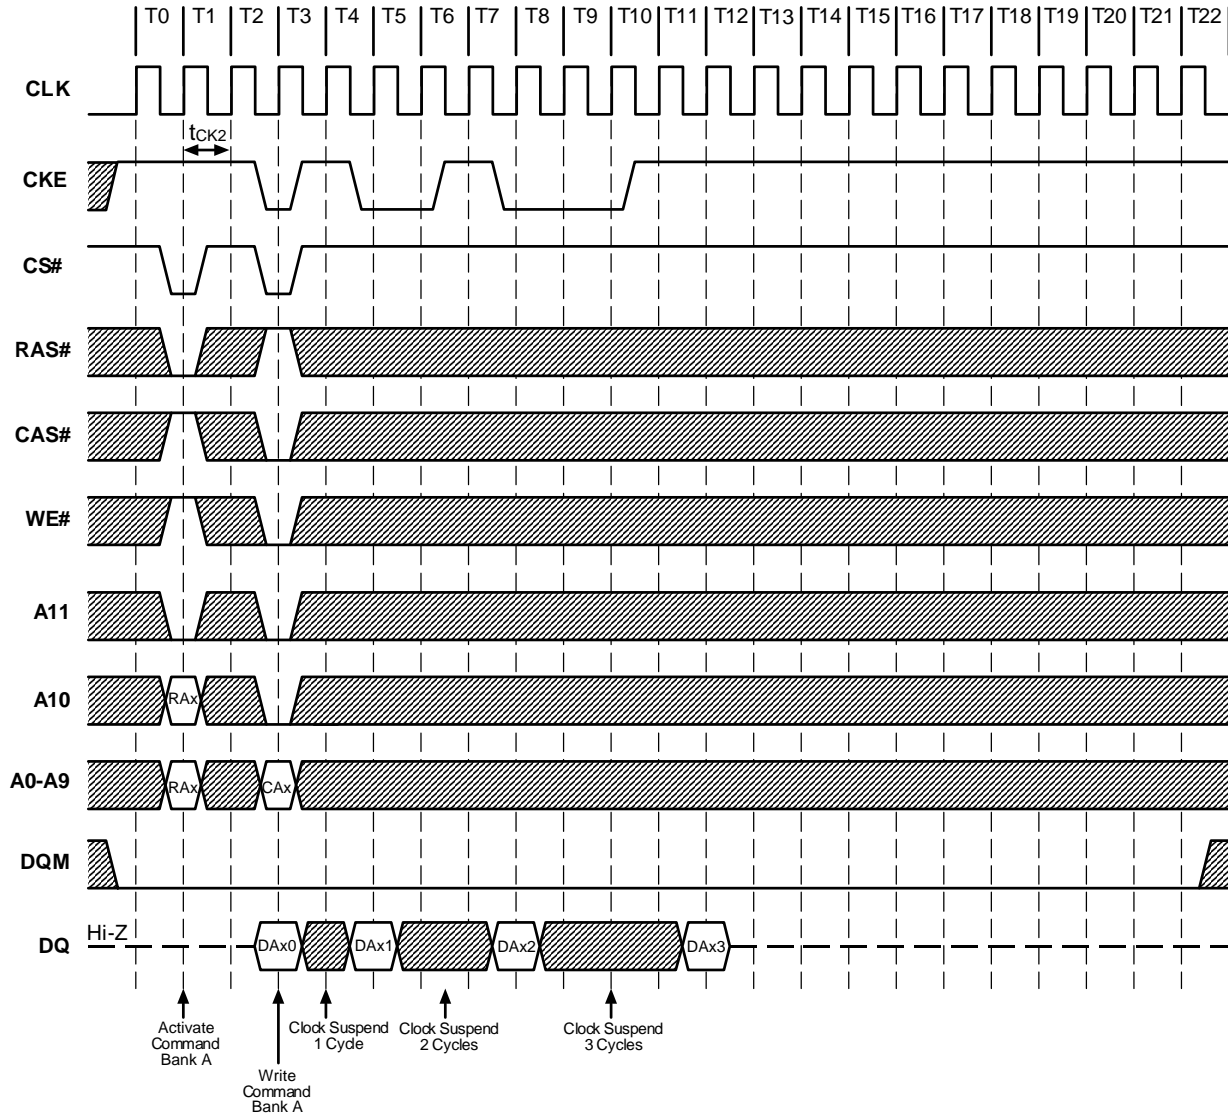 T0 T1 T2 T3 T4 T5 T6 T7 T8 T9 T10 T11 T12 T13 T14 T15 T16 T17 T18 T19 T20 T21 T22
CLK
tCK2
CKE
CS#
RAS#
CAS#
WE#
A11
A10 RAx
A0-A9 RAx CAx
DQM
Hi-Z
DQ DAx0 DAx1 DAx2 DAx3
Activate
Command
Bank A
Write
Command
Bank A
Clock Suspend
1 Cycle
Clock Suspend
2 Cycles
Clock Suspend
3 Cycles